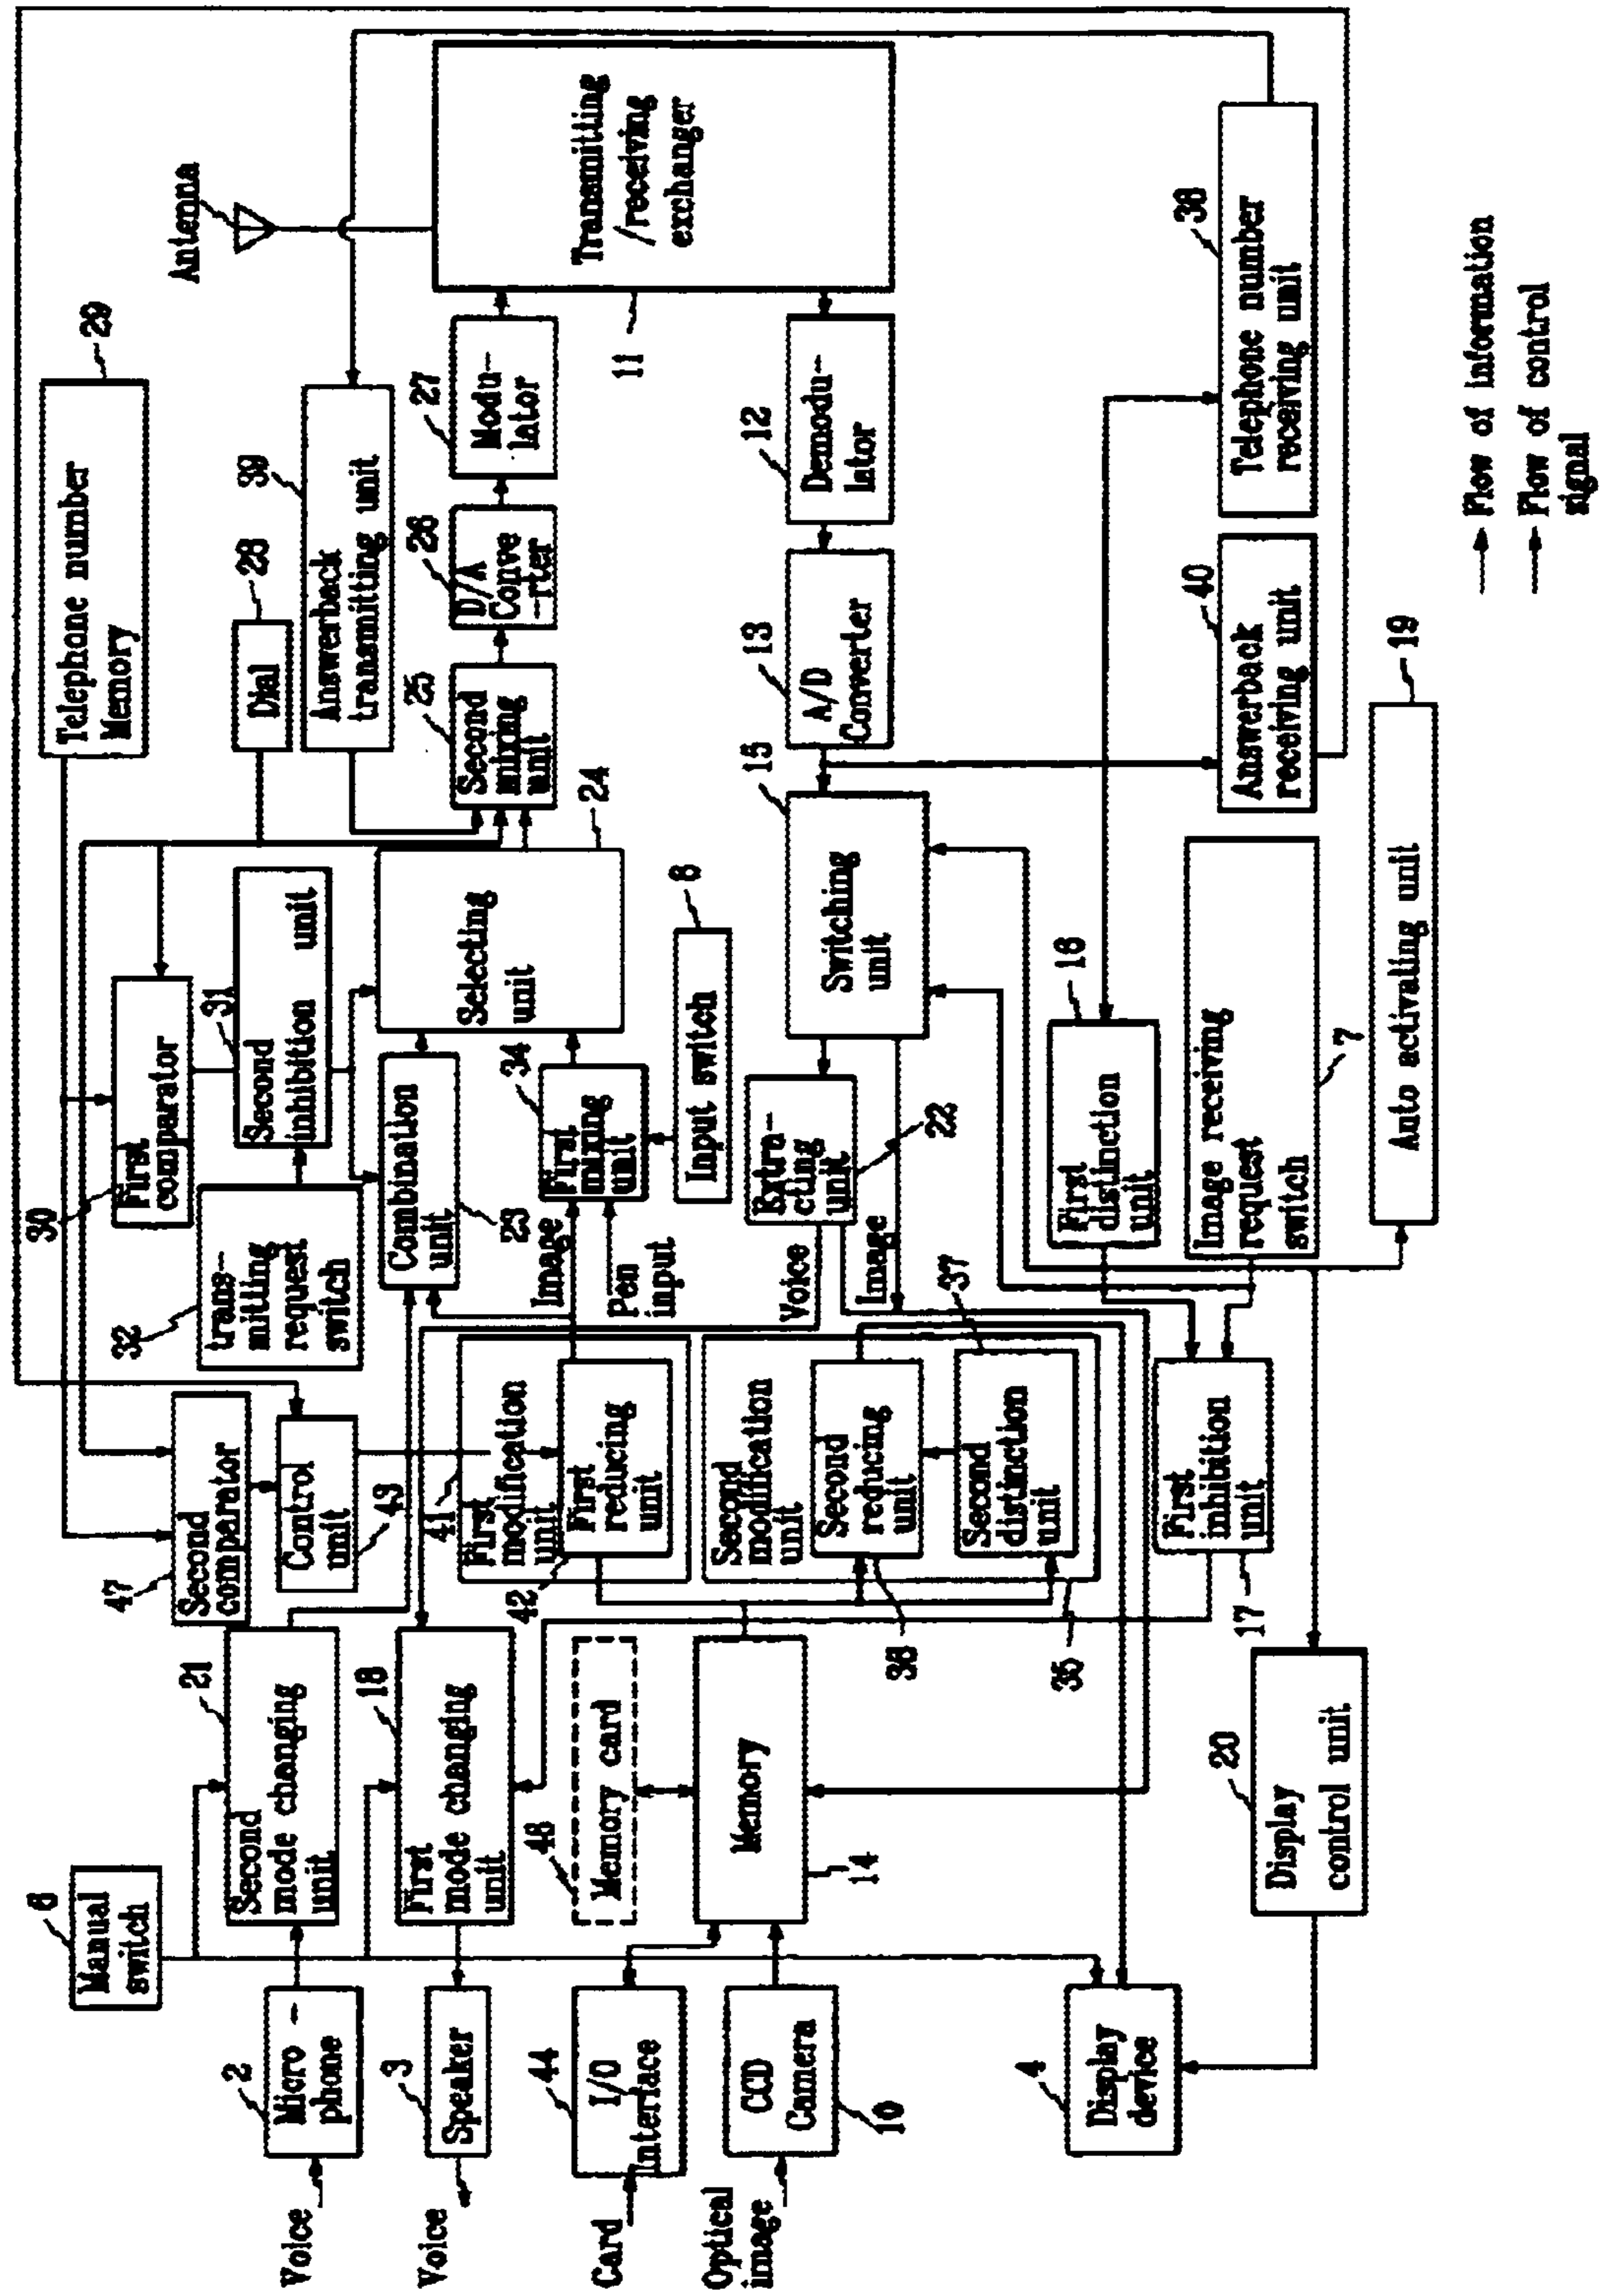 29
Telephone number
Memory
Antenna
28
Dial
39
Answerback
transmitting unit
30
First
comparator
31
Second
inhibition unit
unit
32
trans-
mitting
request
switch
47
Second
comparator
Control
unit
43
6
Manual
switch
21
Second
mode changing
unit
2
Micro-
phone
Voice
18
First
mode changing
unit
3
Speaker
Voice
Combination
unit
23
Selecting
unit
24
25
Second
mixing
unit
26
D/A
Conve
-rter
27
Modu-
lator
Transmitting
/receiving
exchanger
11
34
First
mixing
unit
8
Input switch
Image
Pen
input
41
First
modification
unit
42
First
reducing
unit
48
Memory card
44
I/O
Interface
Card
Memory
14
CCD
Camera
10
Optical
image
12
Demodu-
lator
13
A/D
Converter
15
Switching
unit
Extra-
cting
unit
22
Voice
Image
37
Second
modification
unit
Second
reducing
unit
36
Second
distinction
unit
35
16
First
distinction
unit
Image receiving
request
switch
7
First
inhibition
unit
17
4
Display
device
20
Display
control unit
38
Telephone number
receiving unit
40
Answerback
receiving unit
19
Auto activating unit
Flow of information
Flow of control
signal